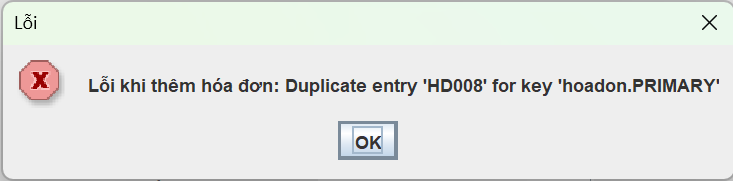 Lỗi
Lỗi khi thêm hóa đơn: Duplicate entry 'HD008' for key 'hoadon.PRIMARY'
OK